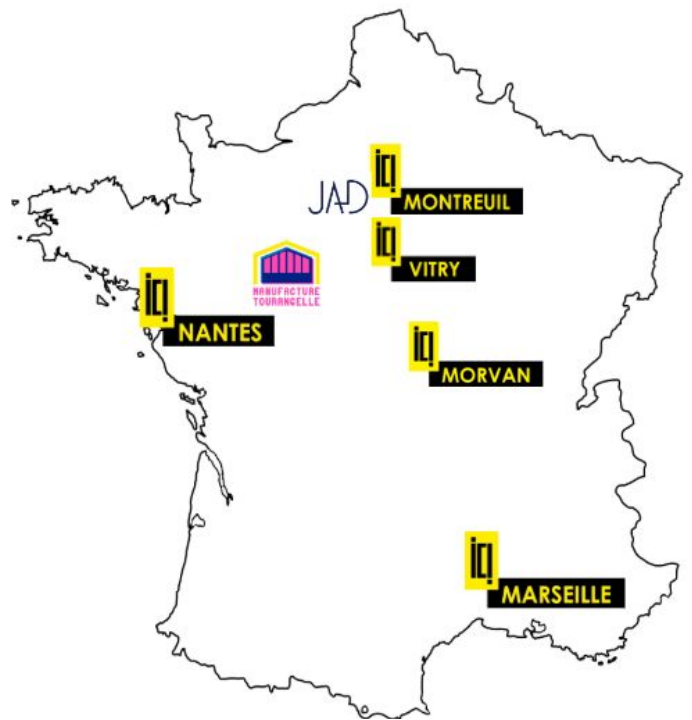 ici
MONTREUIL
JAD
ici
VITRY
MANUFACTURE
TOURANGELLE
ici
NANTES
ici
MORVAN
ici
MARSEILLE